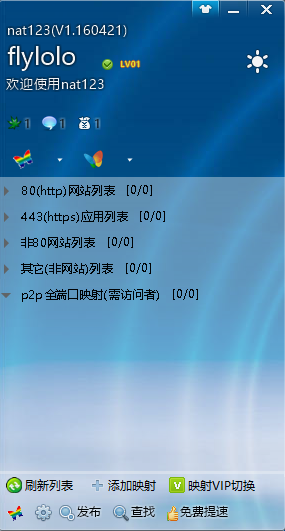 nat123(V1.160421)
flylolo LV01
欢迎使用nat123
1 1 1
80(http)网站列表 [0/0]
443(https)应用列表 [0/0]
非80网站列表 [0/0]
其它(非网站)列表 [0/0]
p2p全端口映射(需访问者) [0/0]
刷新列表 添加映射 V 映射VIP切换
发布 查找 免费提速